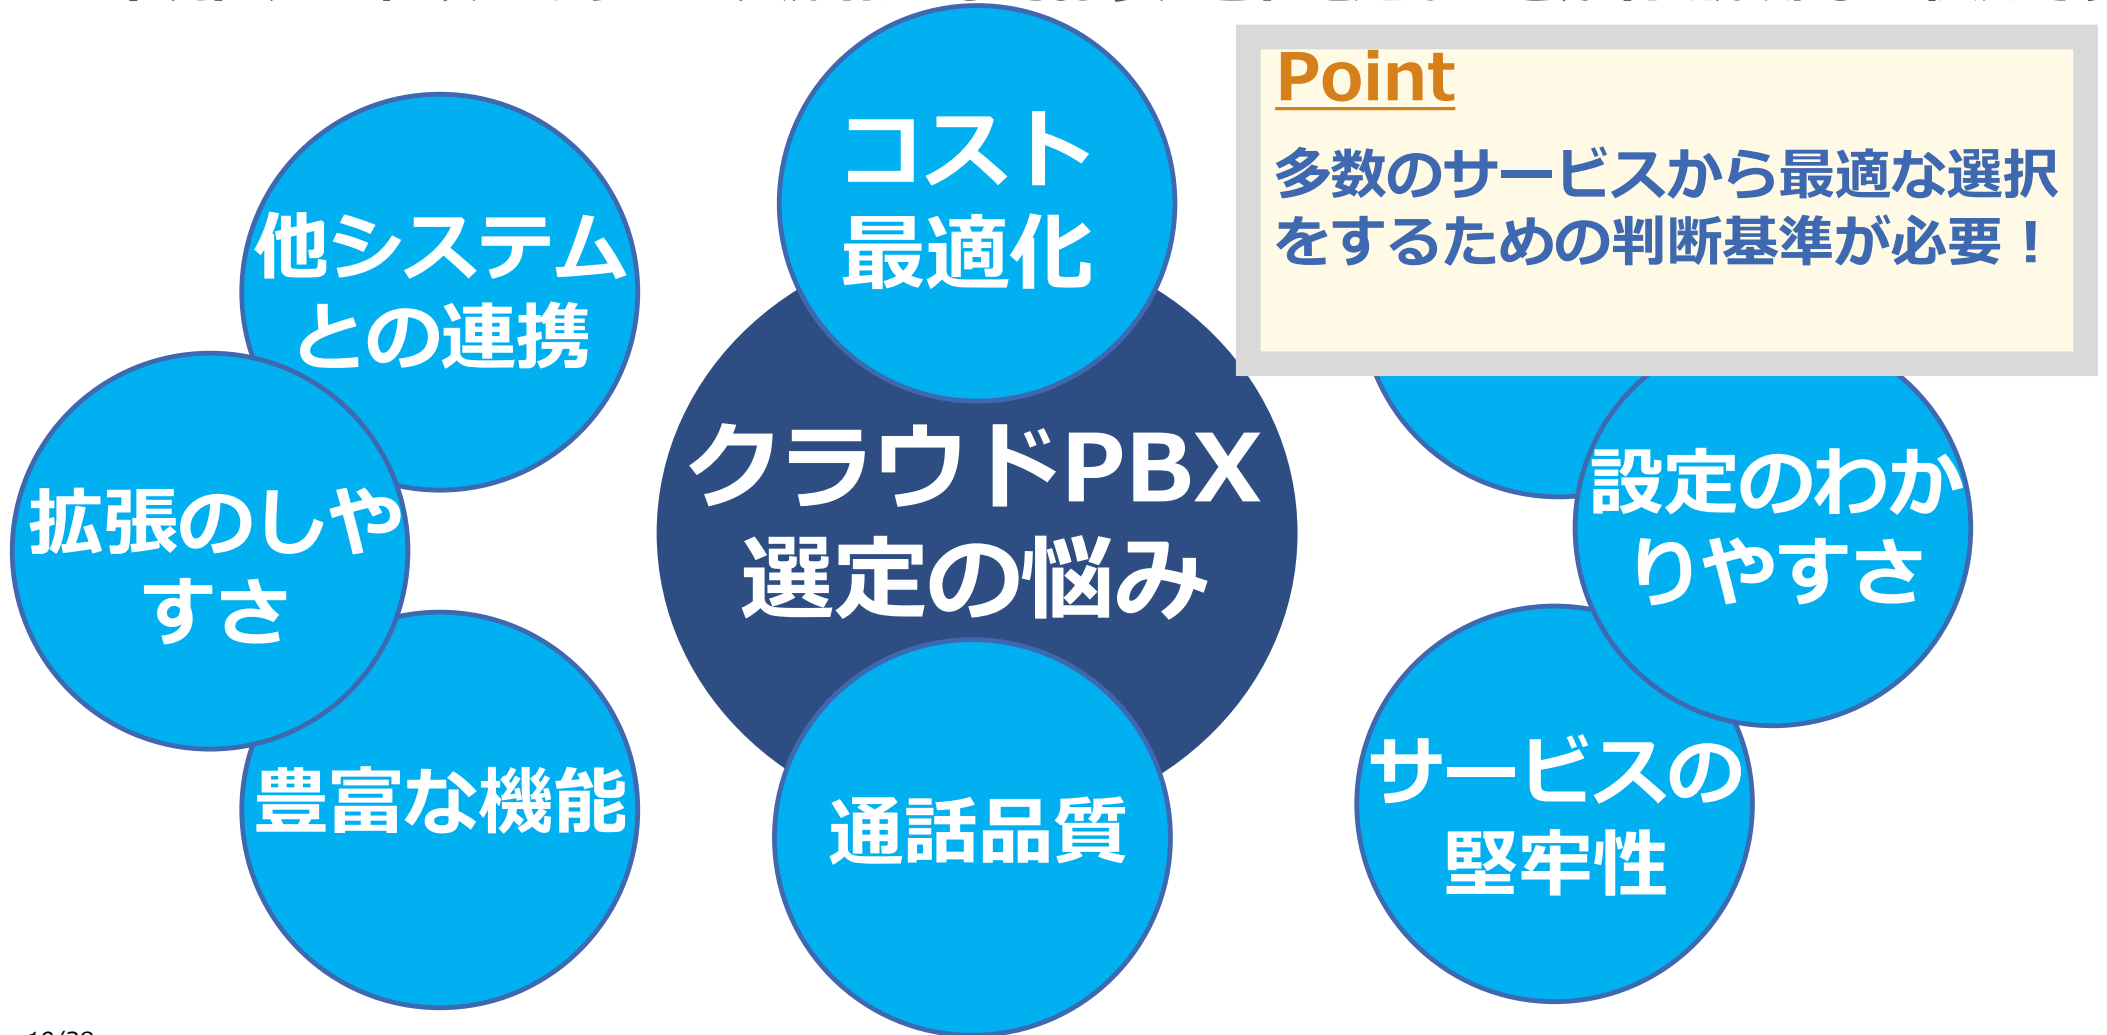 Point
多数のサービスから最適な選択
をするための判断基準が必要！
コスト
最適化
他システム
との連携
クラウドPBX
選定の悩み
設定のわか
りやすさ
拡張のしや
すさ
サービスの
堅牢性
豊富な機能
通話品質